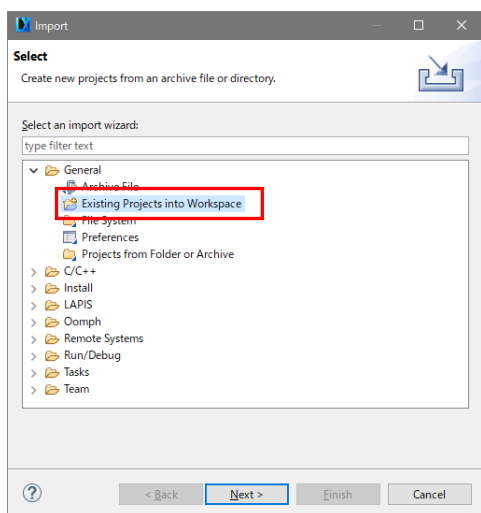 Import
Select
Create new projects from an archive file or directory.
Select an import wizard:
type filter text
General
Archive File
Existing Projects into Workspace
File System
Preferences
Projects from Folder or Archive
C/C++
Install
LAPIS
Oomph
Remote Systems
Run/Debug
Tasks
Team
? < Back Next > Finish Cancel